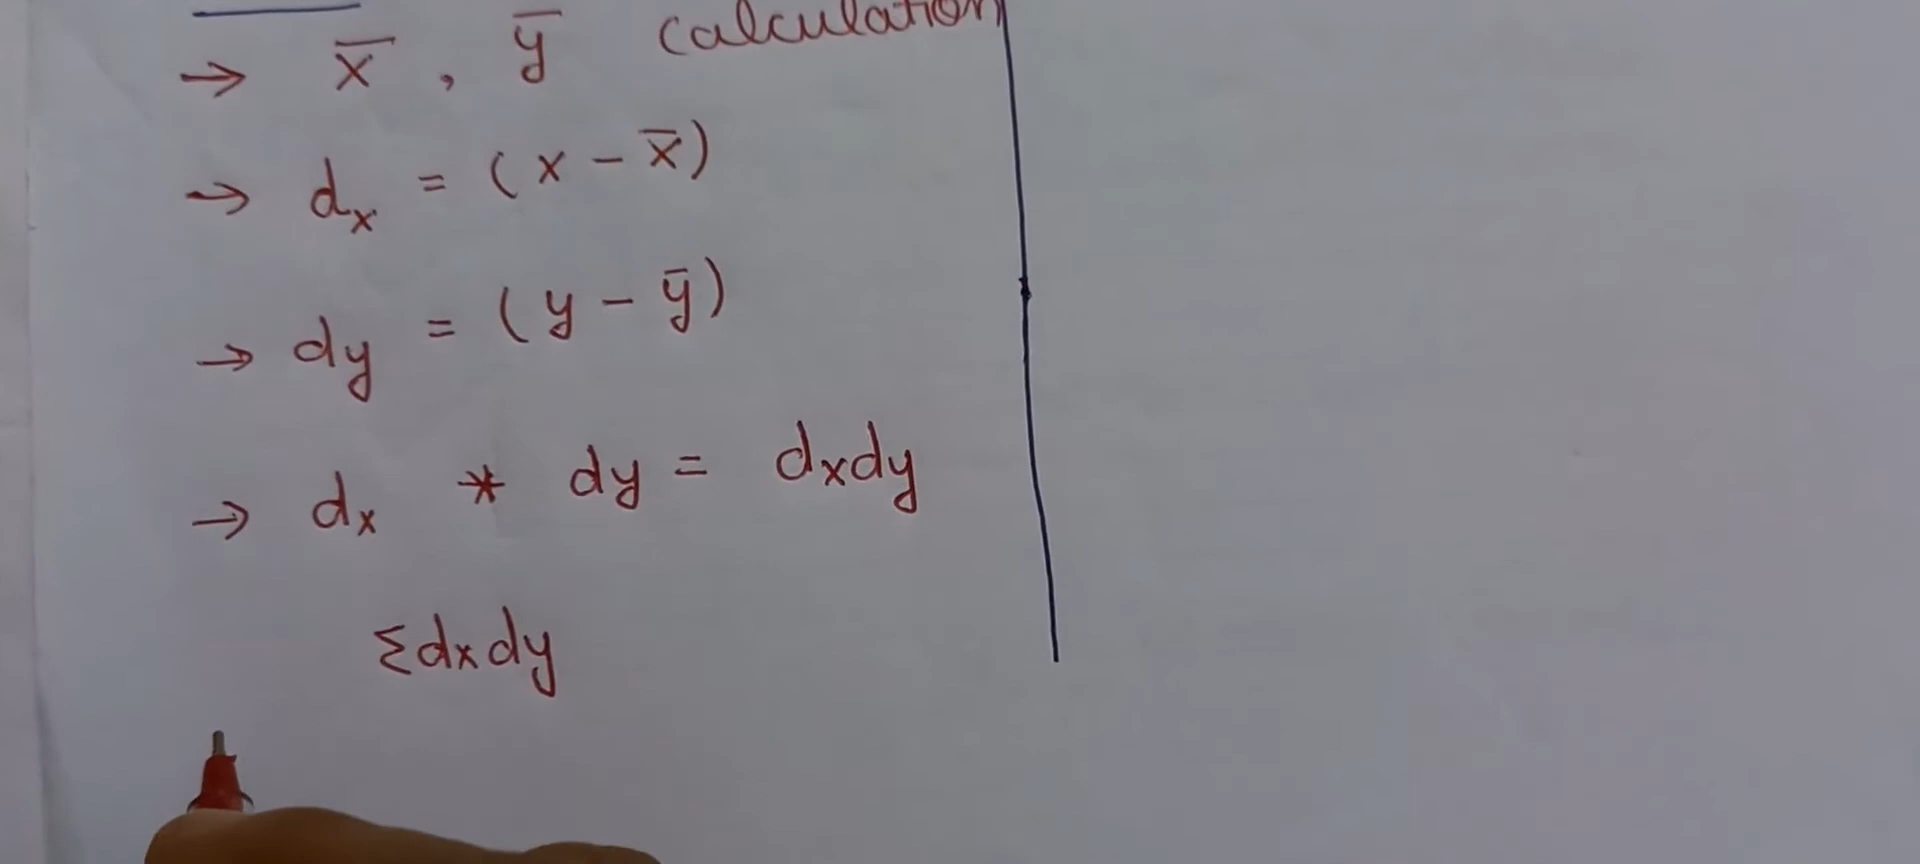 → x̄ , ȳ calculation
→ dx = (x - x̄)
→ dy = (y - ȳ)
→ dx * dy = dxdy
Σdxdy